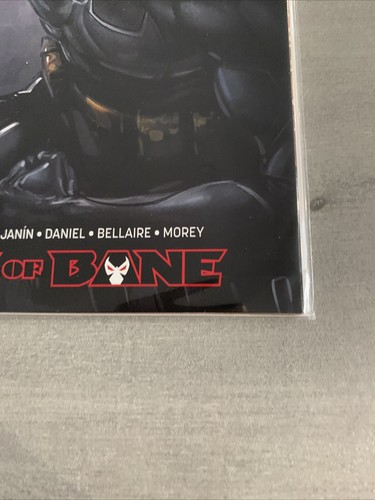 JANÍN • DANIEL • BELLAIRE • MOREY
OF BANE